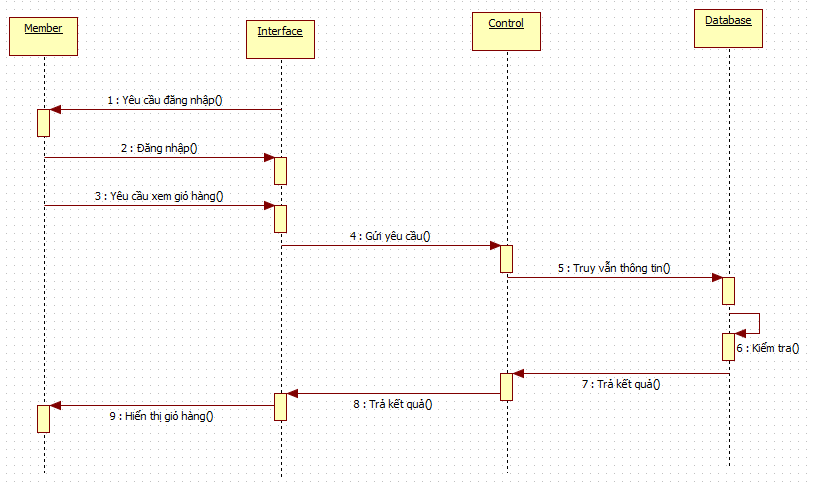 Member
Interface
Control
Database
1 : Yêu cầu đăng nhập()
2 : Đăng nhập()
3 : Yêu cầu xem giỏ hàng()
4 : Gửi yêu cầu()
5 : Truy vẫn thông tin()
6 : Kiểm tra()
7 : Trả kết quả()
8 : Trả kết quả()
9 : Hiển thị giỏ hàng()